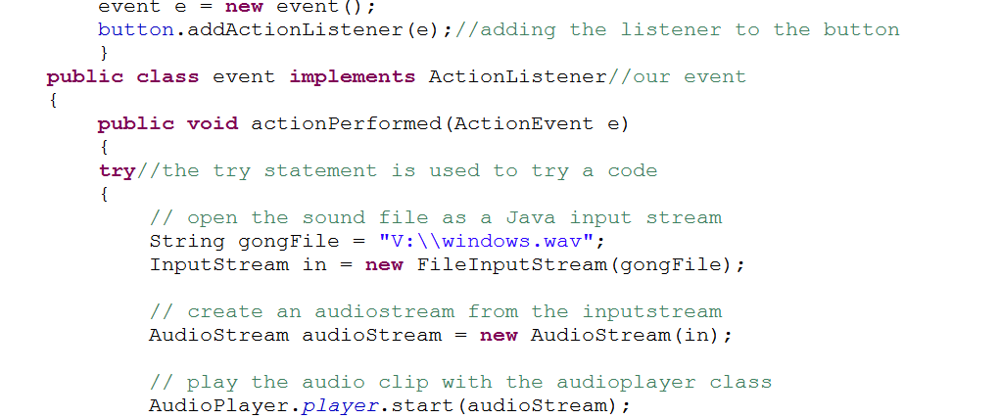 event e = new event();
button.addActionListener(e);//adding the listener to the button
}
public class event implements ActionListener//our event
{
public void actionPerformed(ActionEvent e)
{
try//the try statement is used to try a code
{
// open the sound file as a Java input stream
String gongFile = "V:\\windows.wav";
InputStream in = new FileInputStream(gongFile);
// create an audiostream from the inputstream
AudioStream audioStream = new AudioStream(in);
// play the audio clip with the audioplayer class
AudioPlayer.player.start(audioStream);